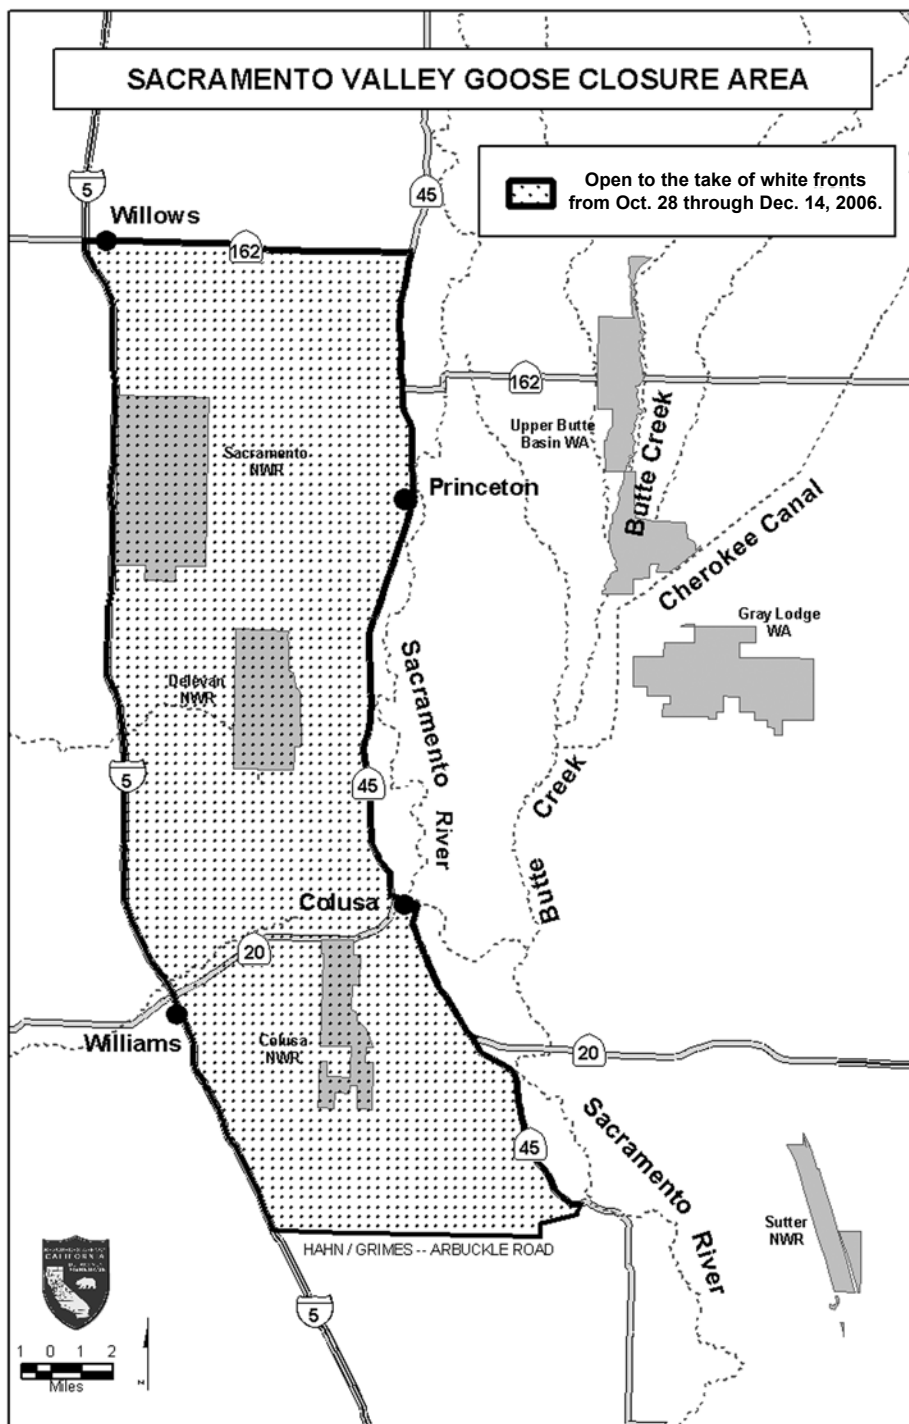 SACRAMENTO VALLEY GOOSE CLOSURE AREA
Open to the take of white fronts
from Oct. 28 through Dec. 14, 2006.
5
45
Willows
162
162
Upper Butte
Basin WA
Butte Creek
Sacramento
NWR
Princeton
Cherokee Canal
Gray Lodge
WA
Sacramento River
Delevan
NWR
5
45
Butte Creek
Colusa
20
Williams
Colusa
NWR
20
45
Sacramento River
Sutter
NWR
HAHN / GRIMES -- ARBUCKLE ROAD
5
CALIFORNIA
1 0 1 2
Miles
N